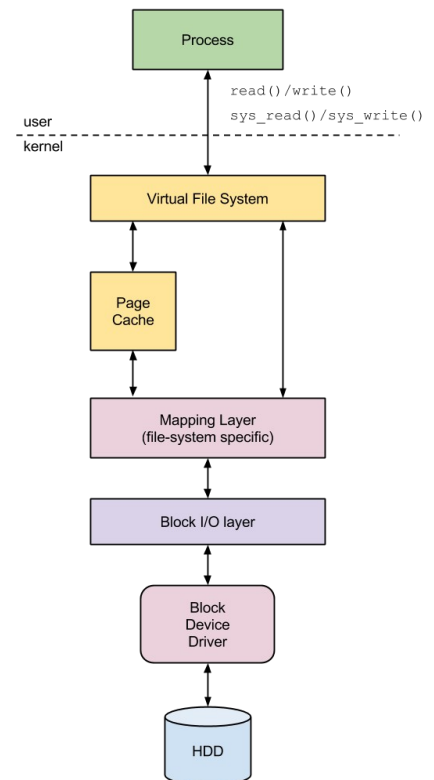 Process
read()/write()
sys_read()/sys_write()
user
kernel
Virtual File System
Page
Cache
Mapping Layer
(file-system specific)
Block I/O layer
Block
Device
Driver
HDD